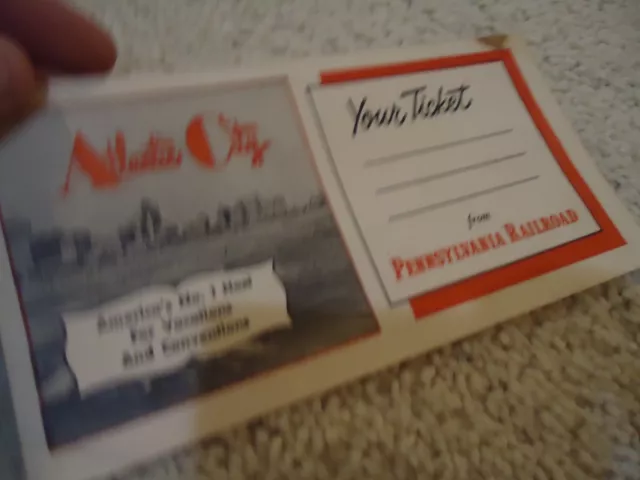 Atlantic City
America's No. 1 Host
For Vacations
And Conventions
Your Ticket
from
PENNSYLVANIA RAILROAD